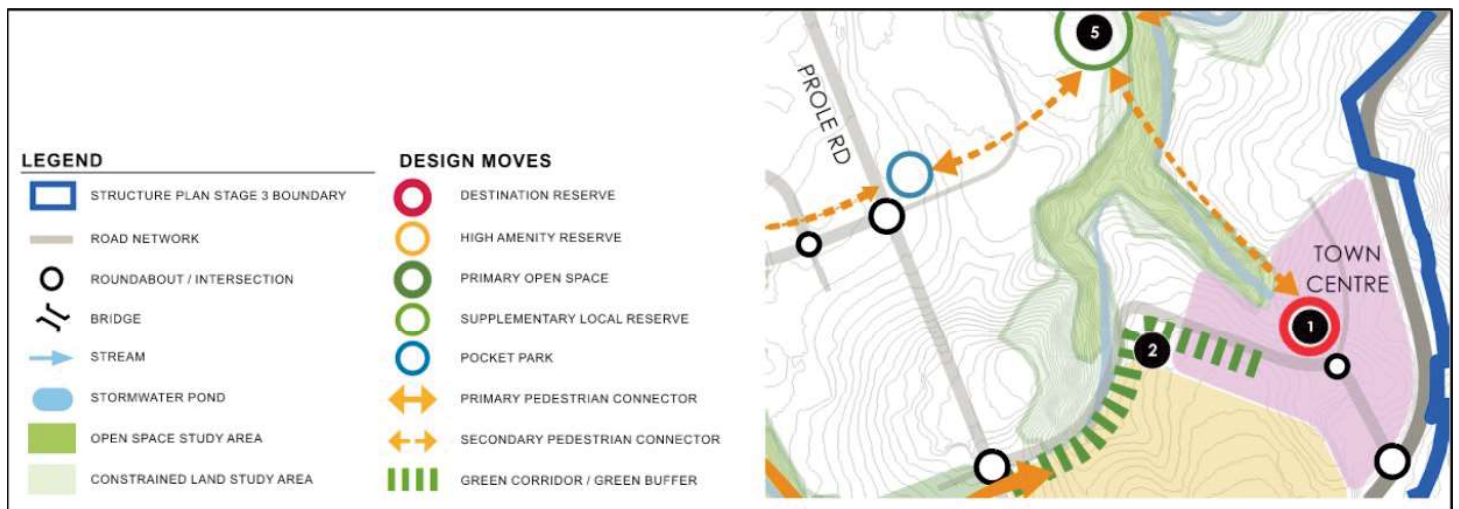 LEGEND
STRUCTURE PLAN STAGE 3 BOUNDARY
ROAD NETWORK
ROUNDABOUT / INTERSECTION
BRIDGE
STREAM
STORMWATER POND
OPEN SPACE STUDY AREA
CONSTRAINED LAND STUDY AREA
DESIGN MOVES
DESTINATION RESERVE
HIGH AMENITY RESERVE
PRIMARY OPEN SPACE
SUPPLEMENTARY LOCAL RESERVE
POCKET PARK
PRIMARY PEDESTRIAN CONNECTOR
SECONDARY PEDESTRIAN CONNECTOR
GREEN CORRIDOR / GREEN BUFFER
5
PROLE RD
TOWN
CENTRE
1
2